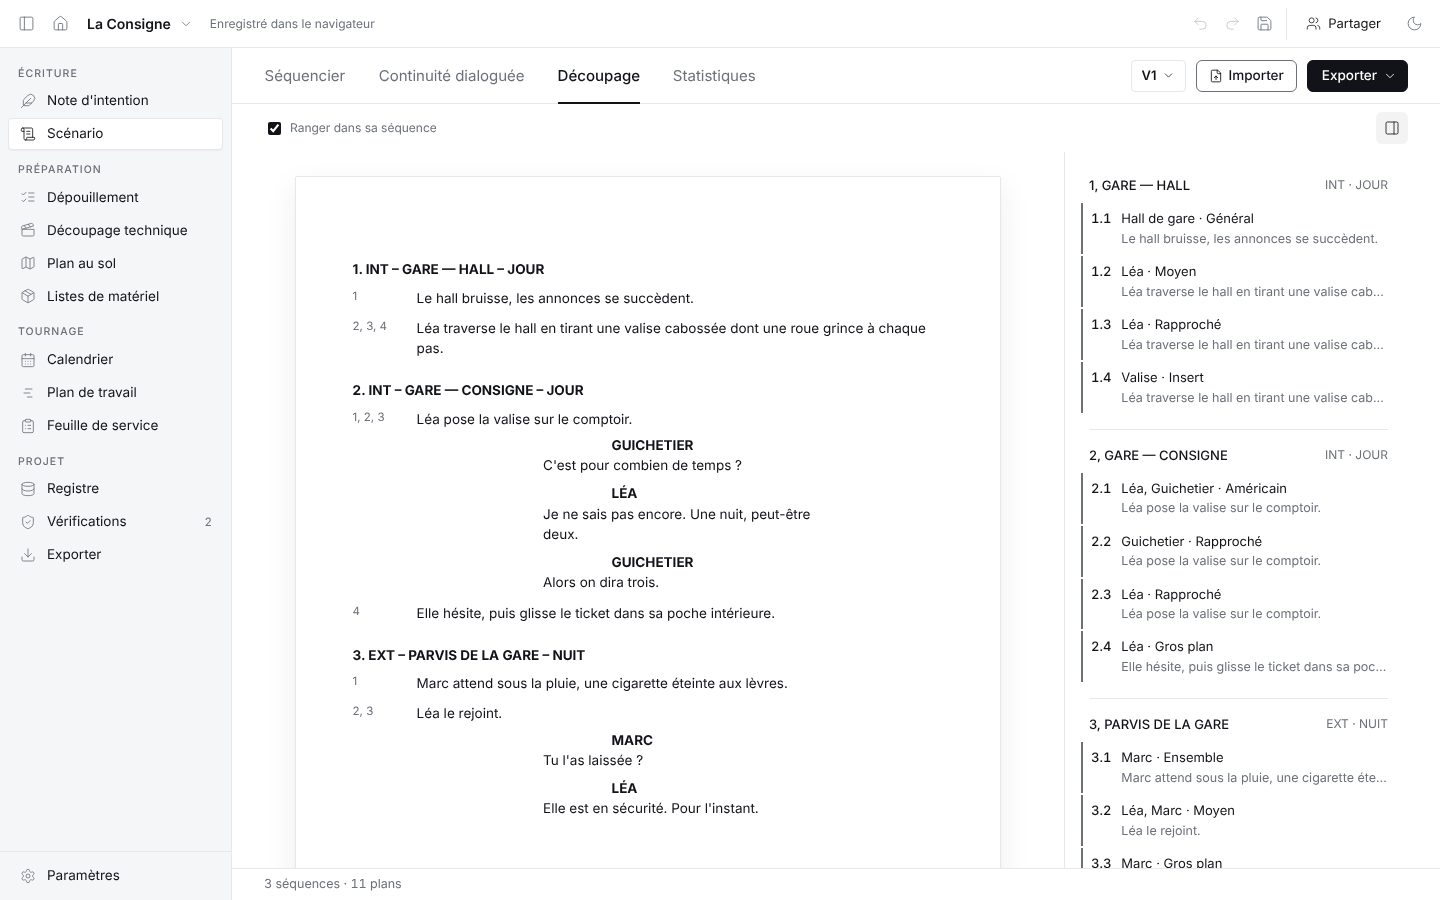 La Consigne
Enregistré dans le navigateur
Partager
ÉCRITURE
Note d'intention
Scénario
PRÉPARATION
Dépouillement
Découpage technique
Plan au sol
Listes de matériel
TOURNAGE
Calendrier
Plan de travail
Feuille de service
PROJET
Registre
Vérifications 2
Exporter
Paramètres
Séquencier Continuité dialoguée Découpage Statistiques
V1 Importer Exporter
Ranger dans sa séquence
1. INT – GARE — HALL – JOUR
1 Le hall bruisse, les annonces se succèdent.
2, 3, 4 Léa traverse le hall en tirant une valise cabossée dont une roue grince à chaque
pas.
2. INT – GARE — CONSIGNE – JOUR
1, 2, 3 Léa pose la valise sur le comptoir.
GUICHETIER
C'est pour combien de temps ?
LÉA
Je ne sais pas encore. Une nuit, peut-être
deux.
GUICHETIER
Alors on dira trois.
4 Elle hésite, puis glisse le ticket dans sa poche intérieure.
3. EXT – PARVIS DE LA GARE – NUIT
1 Marc attend sous la pluie, une cigarette éteinte aux lèvres.
2, 3 Léa le rejoint.
MARC
Tu l'as laissée ?
LÉA
Elle est en sécurité. Pour l'instant.
1, GARE — HALL INT · JOUR
1.1 Hall de gare · Général
Le hall bruisse, les annonces se succèdent.
1.2 Léa · Moyen
Léa traverse le hall en tirant une valise cab…
1.3 Léa · Rapproché
Léa traverse le hall en tirant une valise cab…
1.4 Valise · Insert
Léa traverse le hall en tirant une valise cab…
2, GARE — CONSIGNE INT · JOUR
2.1 Léa, Guichetier · Américain
Léa pose la valise sur le comptoir.
2.2 Guichetier · Rapproché
Léa pose la valise sur le comptoir.
2.3 Léa · Rapproché
Léa pose la valise sur le comptoir.
2.4 Léa · Gros plan
Elle hésite, puis glisse le ticket dans sa poc…
3, PARVIS DE LA GARE EXT · NUIT
3.1 Marc · Ensemble
Marc attend sous la pluie, une cigarette éte…
3.2 Léa, Marc · Moyen
Léa le rejoint.
3.3 Marc · Gros plan
3 séquences · 11 plans